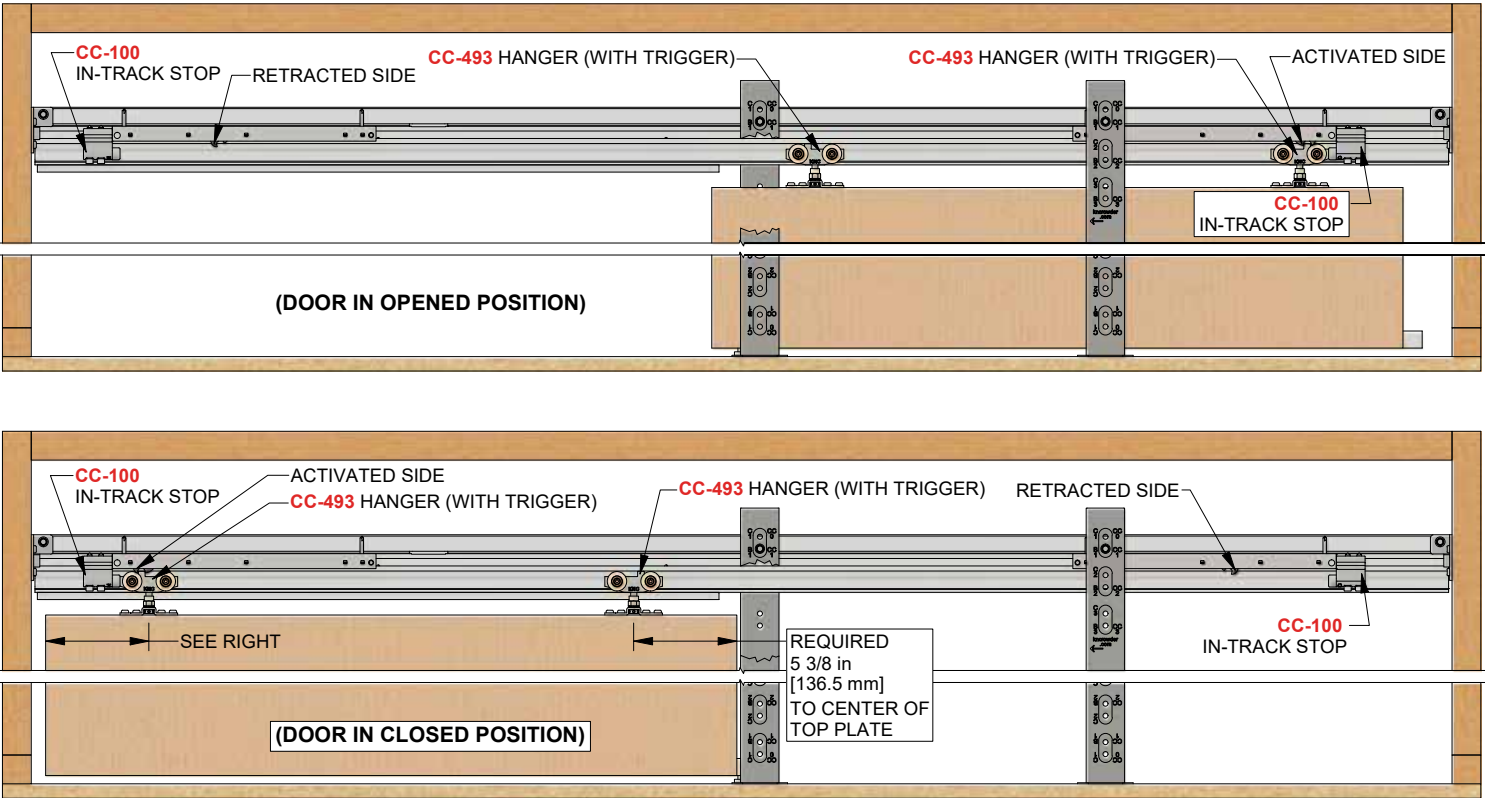 CC-100
IN-TRACK STOP
RETRACTED SIDE
CC-493 HANGER (WITH TRIGGER)
CC-493 HANGER (WITH TRIGGER)
ACTIVATED SIDE
CC-100
IN-TRACK STOP
(DOOR IN OPENED POSITION)
CC-100
IN-TRACK STOP
ACTIVATED SIDE
CC-493 HANGER (WITH TRIGGER)
CC-493 HANGER (WITH TRIGGER)
RETRACTED SIDE
CC-100
IN-TRACK STOP
SEE RIGHT
REQUIRED
5 3/8 in
[136.5 mm]
TO CENTER OF
TOP PLATE
(DOOR IN CLOSED POSITION)